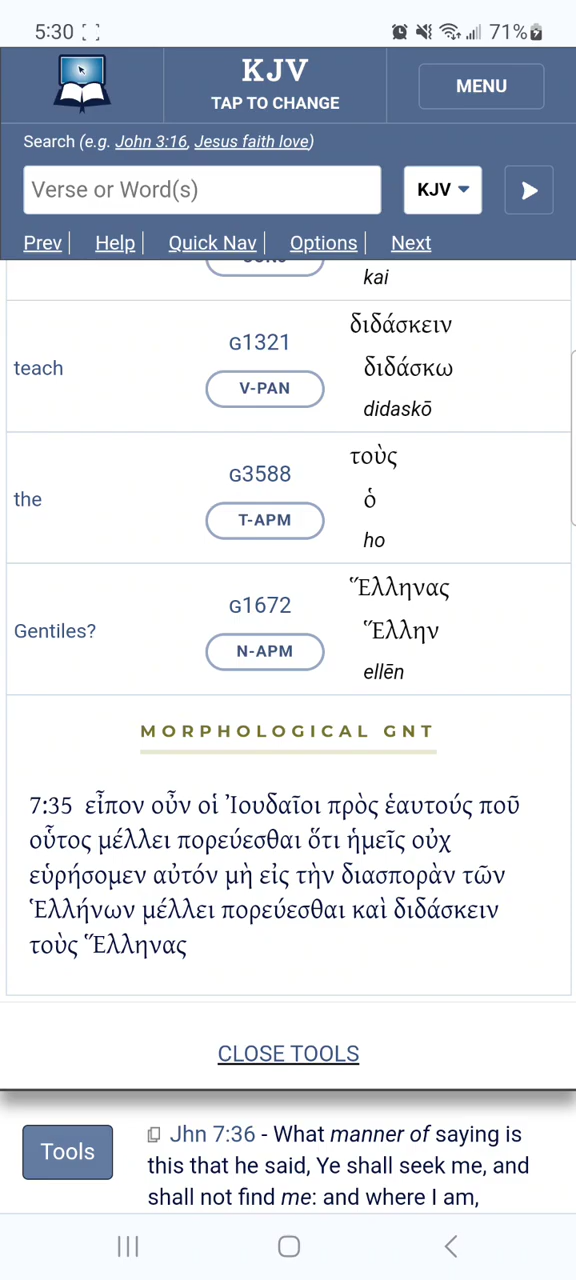 5:30 71%
KJV
TAP TO CHANGE
MENU
Search (e.g. John 3:16, Jesus faith love)
Verse or Word(s)
KJV
Prev| Help| Quick Nav| Options| Next
kai
teach
G1321
V-PAN
διδάσκειν
διδάσκω
didaskō
the
G3588
T-APM
τοὺς
ὁ
ho
Gentiles?
G1672
N-APM
Ἕλληνας
Ἕλλην
ellēn
MORPHOLOGICAL GNT
7:35 εἶπον οὖν οἱ Ἰουδαῖοι πρὸς ἑαυτούς ποῦ
οὗτος μέλλει πορεύεσθαι ὅτι ἡμεῖς οὐχ
εὑρήσομεν αὐτόν μὴ εἰς τὴν διασπορὰν τῶν
Ἑλλήνων μέλλει πορεύεσθαι καὶ διδάσκειν
τοὺς Ἕλληνας
CLOSE TOOLS
Tools
Jhn 7:36 - What manner of saying is
this that he said, Ye shall seek me, and
shall not find me: and where I am,